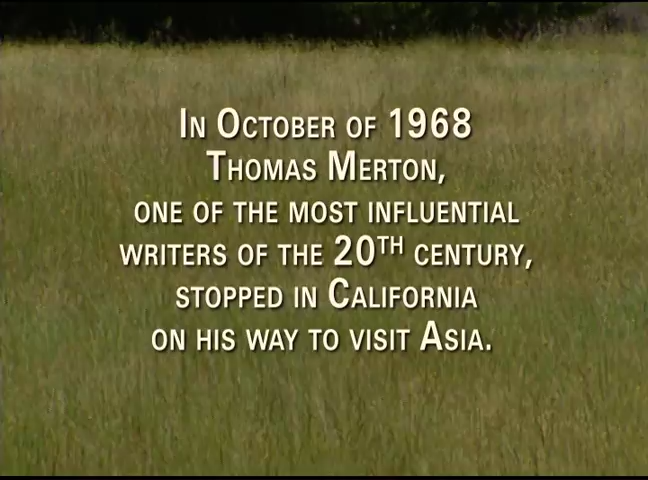 In October of 1968
Thomas Merton,
one of the most influential
writers of the 20th century,
stopped in California
on his way to visit Asia.